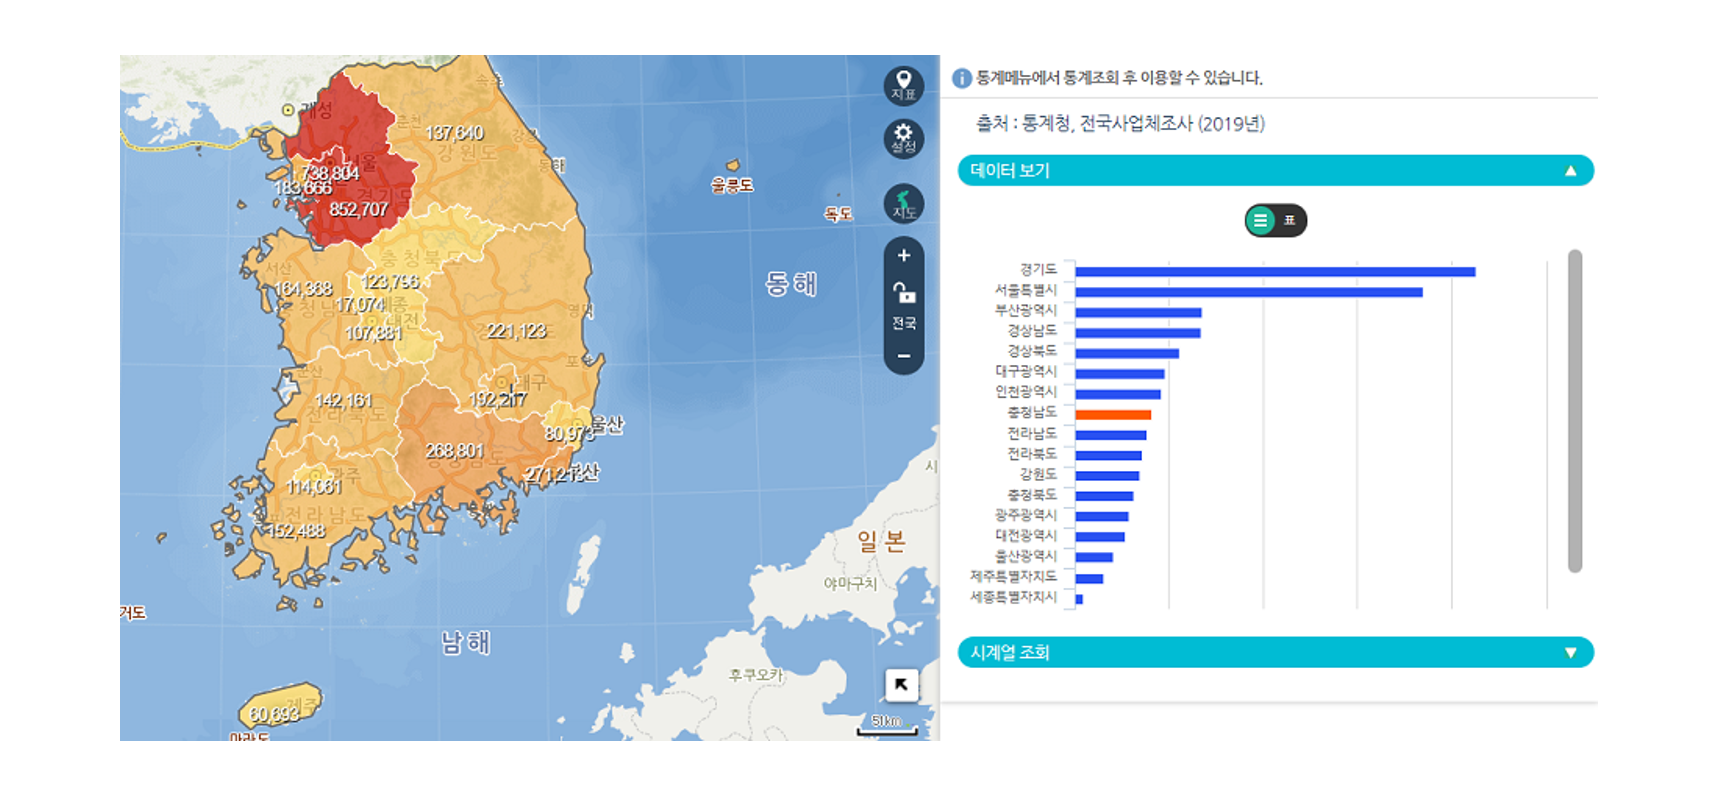 개성
속초
춘천
137,640
강릉
강원도
동해
서울
738,804
183,666
경기도
852,707
울릉도
독도
동해
충청북도
서산
123,796
164,368
17,074
세종
107,881
대전
영덕
221,123
포항
군산
대구
142,161
192,217
전라북도
80,973
울산
268,801
271,213
부산
광주
114,061
전라남도
152,488
일본
야마구치
거도
남해
후쿠오카
제주
60,693
마라도
51km
지표
설정
지도
+
전국
−
통계메뉴에서 통계조회 후 이용할 수 있습니다.
출처 : 통계청, 전국사업체조사 (2019년)
데이터 보기
표
경기도
서울특별시
부산광역시
경상남도
경상북도
대구광역시
인천광역시
충청남도
전라남도
전라북도
강원도
충청북도
광주광역시
대전광역시
울산광역시
제주특별자치도
세종특별자치시
시계열 조회